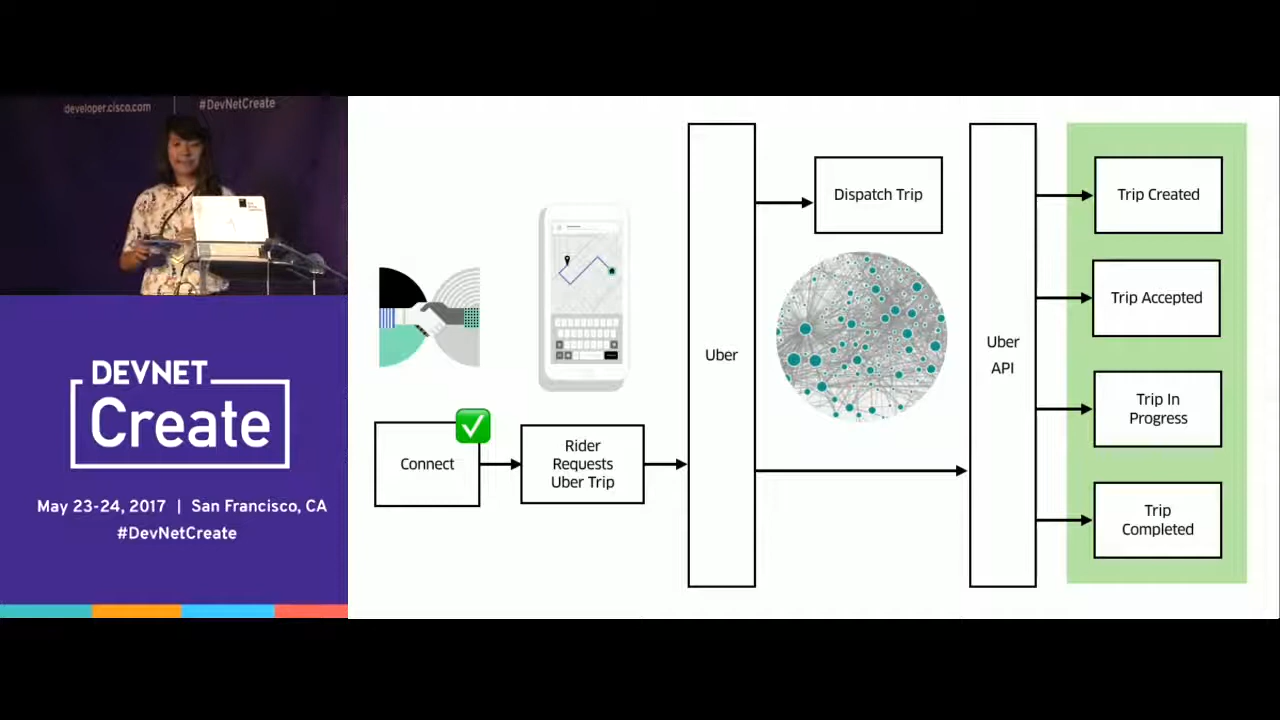 developer.cisco.com
#DevNetCreate
DEVNET
Create
May 23-24, 2017 | San Francisco, CA
#DevNetCreate
Connect
Rider
Requests
Uber Trip
Uber
Dispatch Trip
Uber
API
Trip Created
Trip Accepted
Trip In
Progress
Trip
Completed